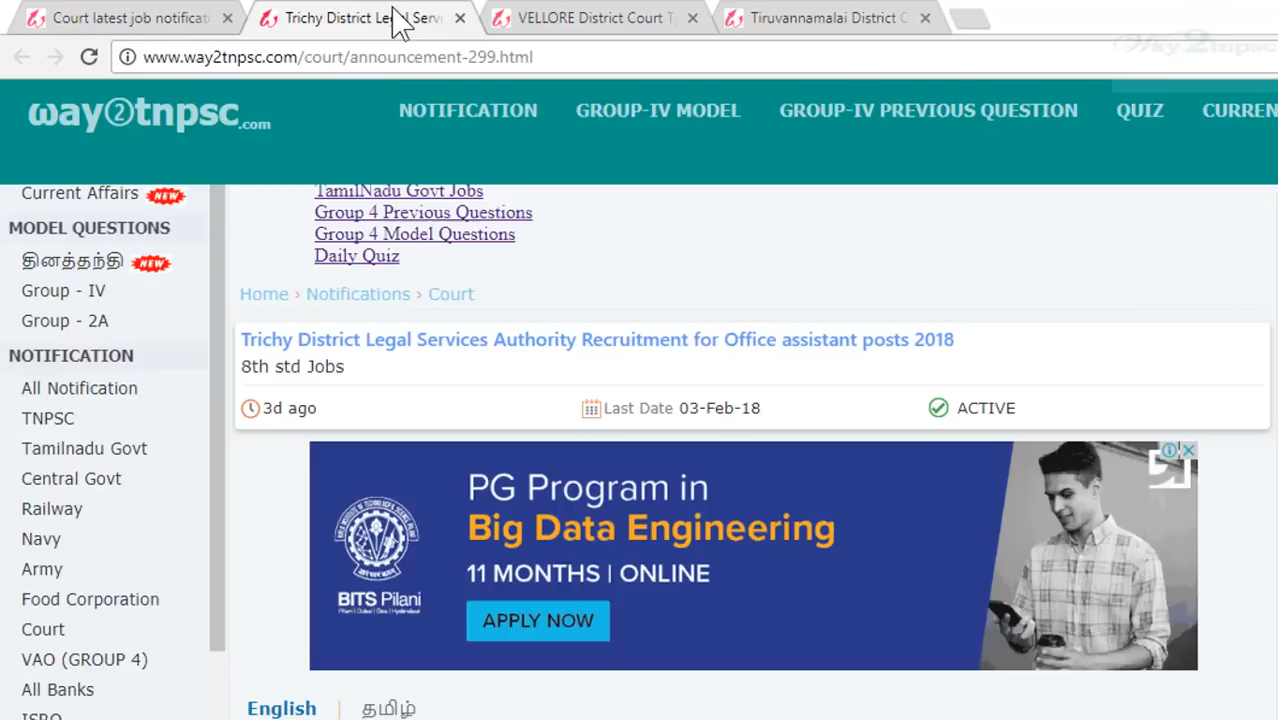 Court latest job notificati
Trichy District Legal Serv
VELLORE District Court T
Tiruvannamalai District C
way2tnpsc
www.way2tnpsc.com/court/announcement-299.html
way2tnpsc.com
NOTIFICATION
GROUP-IV MODEL
GROUP-IV PREVIOUS QUESTION
QUIZ
CURREN
Current Affairs NEW
MODEL QUESTIONS
தினத்தந்தி NEW
Group - IV
Group - 2A
NOTIFICATION
All Notification
TNPSC
Tamilnadu Govt
Central Govt
Railway
Navy
Army
Food Corporation
Court
VAO (GROUP 4)
All Banks
ISRO
TamilNadu Govt Jobs
Group 4 Previous Questions
Group 4 Model Questions
Daily Quiz
Home › Notifications › Court
Trichy District Legal Services Authority Recruitment for Office assistant posts 2018
8th std Jobs
3d ago
Last Date 03-Feb-18
ACTIVE
PG Program in
Big Data Engineering
11 MONTHS | ONLINE
APPLY NOW
BITS Pilani
English | தமிழ்